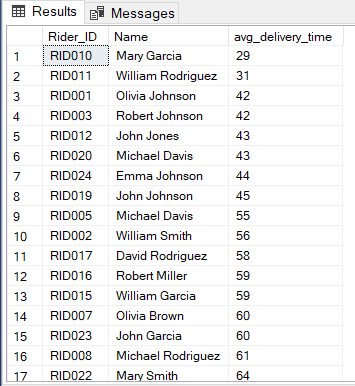 Results Messages
Rider_ID Name avg_delivery_time
1 RID010 Mary Garcia 29
2 RID011 William Rodriguez 31
3 RID001 Olivia Johnson 42
4 RID003 Robert Johnson 42
5 RID012 John Jones 43
6 RID020 Michael Davis 43
7 RID024 Emma Johnson 44
8 RID019 John Johnson 45
9 RID005 Michael Davis 55
10 RID002 William Smith 56
11 RID017 David Rodriguez 58
12 RID016 Robert Miller 59
13 RID015 William Garcia 59
14 RID007 Olivia Brown 60
15 RID023 John Garcia 60
16 RID008 Michael Rodriguez 61
17 RID022 Mary Smith 64